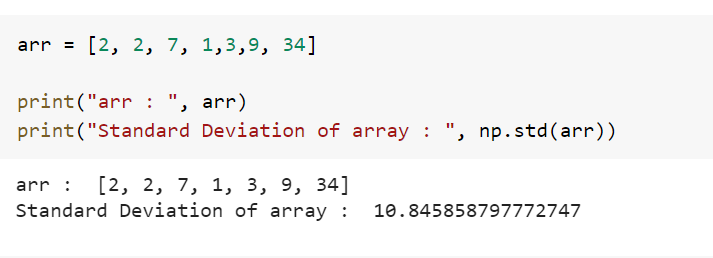 arr = [2, 2, 7, 1,3,9, 34]
print("arr : ", arr)
print("Standard Deviation of array : ", np.std(arr))
arr :  [2, 2, 7, 1, 3, 9, 34]
Standard Deviation of array :  10.845858797772747